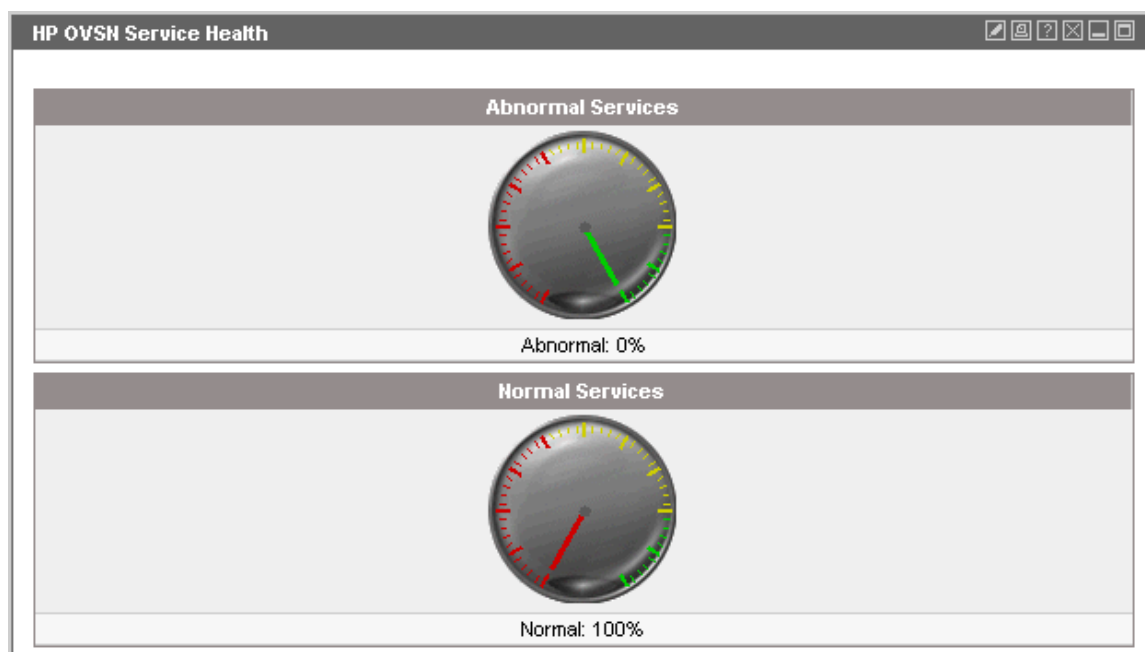 HP OVSN Service Health
Abnormal Services
Abnormal: 0%
Normal Services
Normal: 100%